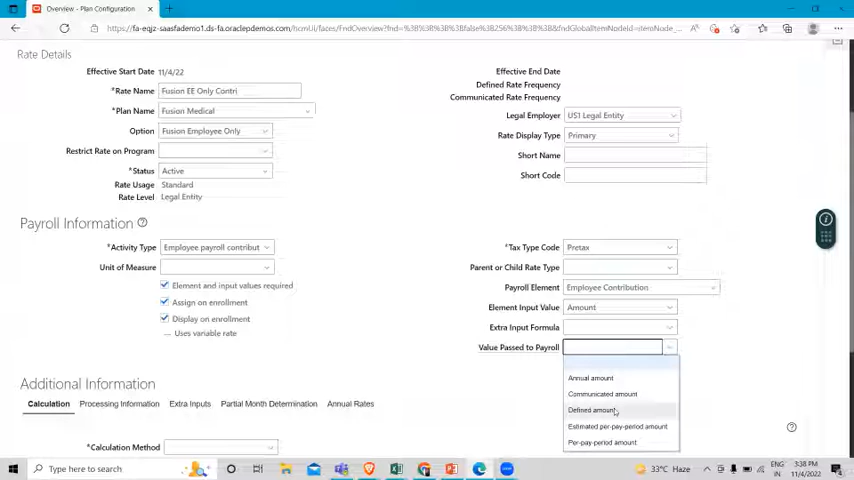 Overview - Plan Configuration
https://fa-eqjz-saasfademo1.ds-fa.oraclepdemos.com
Rate Details
Effective Start Date 11/4/22
*Rate Name Fusion EE Only Contri
*Plan Name Fusion Medical
Option Fusion Employee Only
Restrict Rate on Program
*Status Active
Rate Usage Standard
Rate Level Legal Entity
Effective End Date
Defined Rate Frequency
Communicated Rate Frequency
Legal Employer US1 Legal Entity
Rate Display Type Primary
Short Name
Short Code
Payroll Information
*Activity Type Employee payroll contribut
Unit of Measure
Element and input values required
Assign on enrollment
Display on enrollment
Uses variable rate
*Tax Type Code Pretax
Parent or Child Rate Type
Payroll Element Employee Contribution
Element Input Value Amount
Extra Input Formula
Value Passed to Payroll
Annual amount
Communicated amount
Defined amount
Estimated per-pay-period amount
Per-pay-period amount
Additional Information
Calculation Processing Information Extra Inputs Partial Month Determination Annual Rates
*Calculation Method
Type here to search
33°C Haze
ENG
IN
3:38 PM
11/4/2022